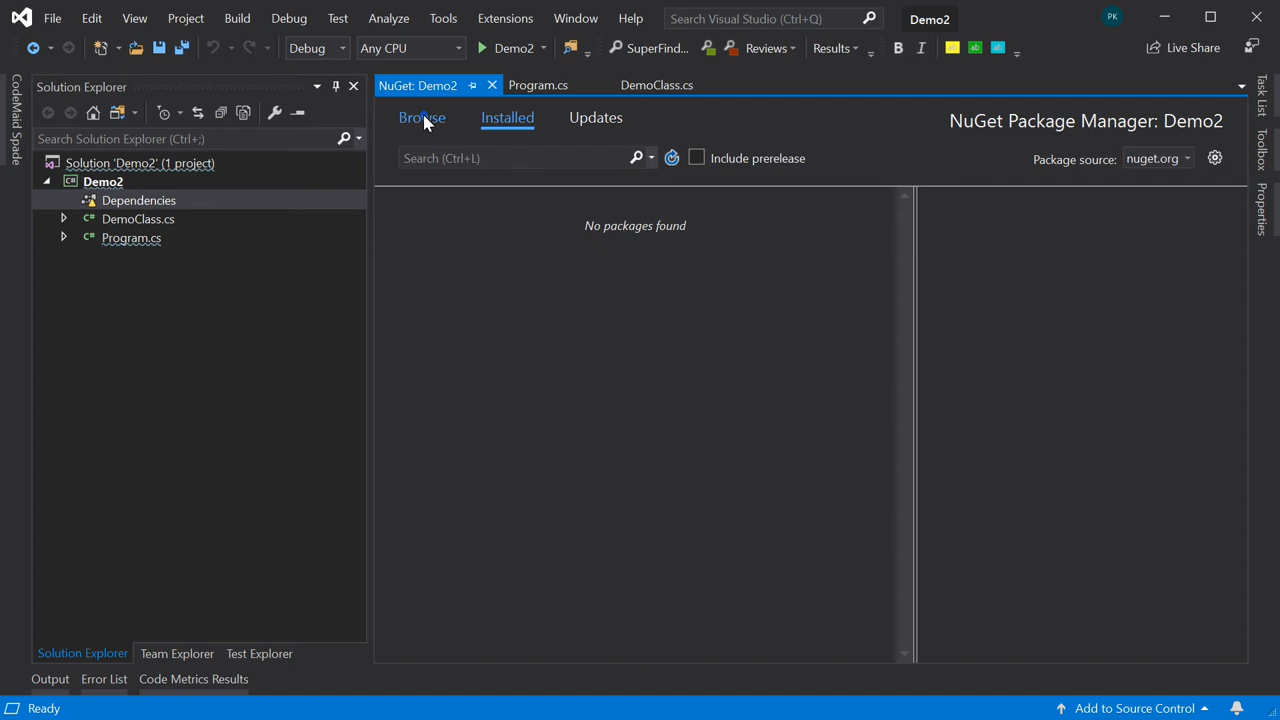 File Edit View Project Build Debug Test Analyze Tools Extensions Window Help Search Visual Studio (Ctrl+Q) Demo2 PK
Debug Any CPU Demo2 SuperFind... Reviews Results B I Live Share
CodeMaid Spade
Solution Explorer
Search Solution Explorer (Ctrl+;)
Solution 'Demo2' (1 project)
C# Demo2
Dependencies
C# DemoClass.cs
C# Program.cs
Solution Explorer Team Explorer Test Explorer
NuGet: Demo2 Program.cs DemoClass.cs
Browse Installed Updates
NuGet Package Manager: Demo2
Search (Ctrl+L) Include prerelease
Package source: nuget.org
No packages found
Task List
Toolbox
Properties
Output Error List Code Metrics Results
Ready Add to Source Control